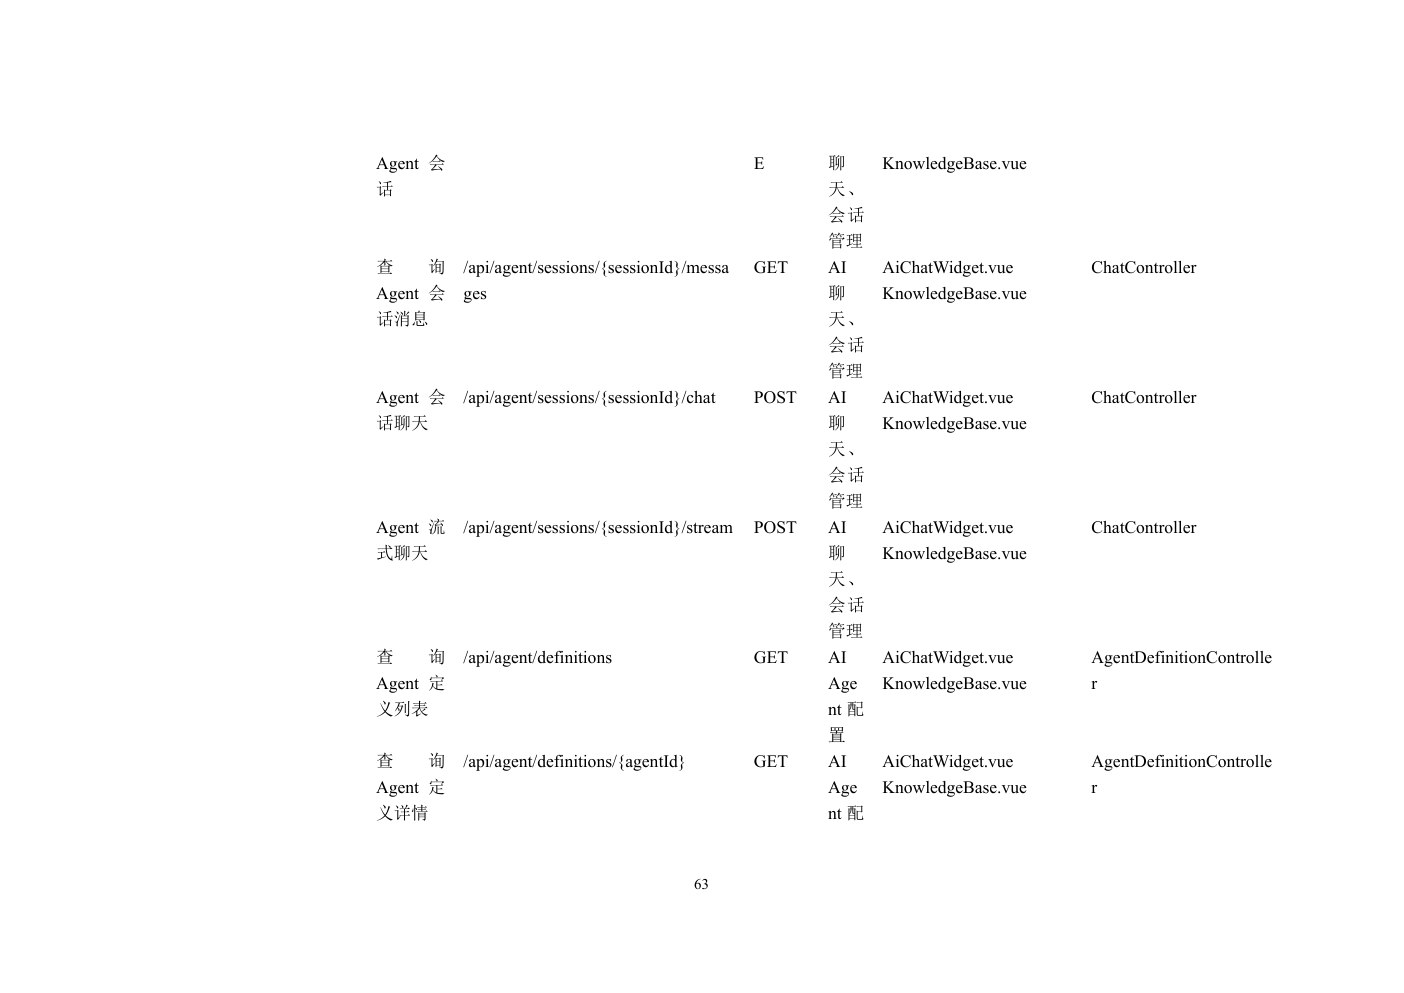 Agent 会 E 聊 KnowledgeBase.vue
话 天、
会话
管理
查 询 /api/agent/sessions/{sessionId}/messa GET AI AiChatWidget.vue ChatController
Agent 会 ges 聊 KnowledgeBase.vue
话消息 天、
会话
管理
Agent 会 /api/agent/sessions/{sessionId}/chat POST AI AiChatWidget.vue ChatController
话聊天 聊 KnowledgeBase.vue
天、
会话
管理
Agent 流 /api/agent/sessions/{sessionId}/stream POST AI AiChatWidget.vue ChatController
式聊天 聊 KnowledgeBase.vue
天、
会话
管理
查 询 /api/agent/definitions GET AI AiChatWidget.vue AgentDefinitionControlle
Agent 定 Age KnowledgeBase.vue r
义列表 nt 配
置
查 询 /api/agent/definitions/{agentId} GET AI AiChatWidget.vue AgentDefinitionControlle
Agent 定 Age KnowledgeBase.vue r
义详情 nt 配
63